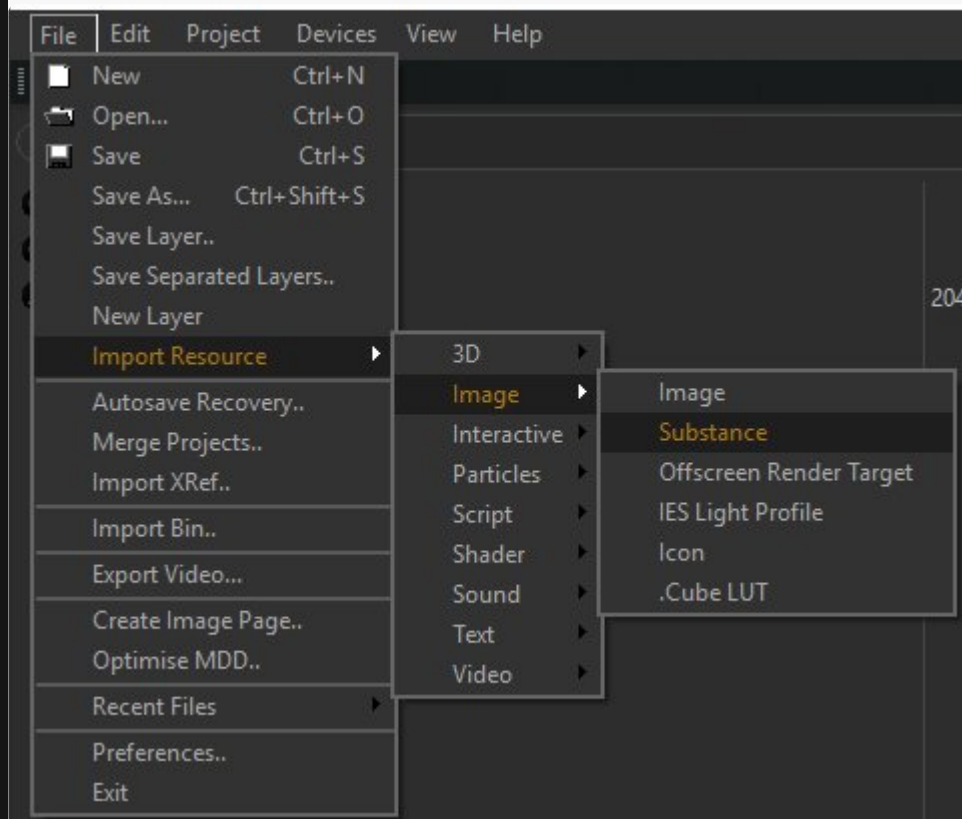 File Edit Project Devices View Help
New Ctrl+N
Open... Ctrl+O
Save Ctrl+S
Save As... Ctrl+Shift+S
Save Layer..
Save Separated Layers..
New Layer
Import Resource
Autosave Recovery..
Merge Projects..
Import XRef..
Import Bin..
Export Video...
Create Image Page..
Optimise MDD..
Recent Files
Preferences..
Exit
3D
Image
Interactive
Particles
Script
Shader
Sound
Text
Video
Image
Substance
Offscreen Render Target
IES Light Profile
Icon
.Cube LUT